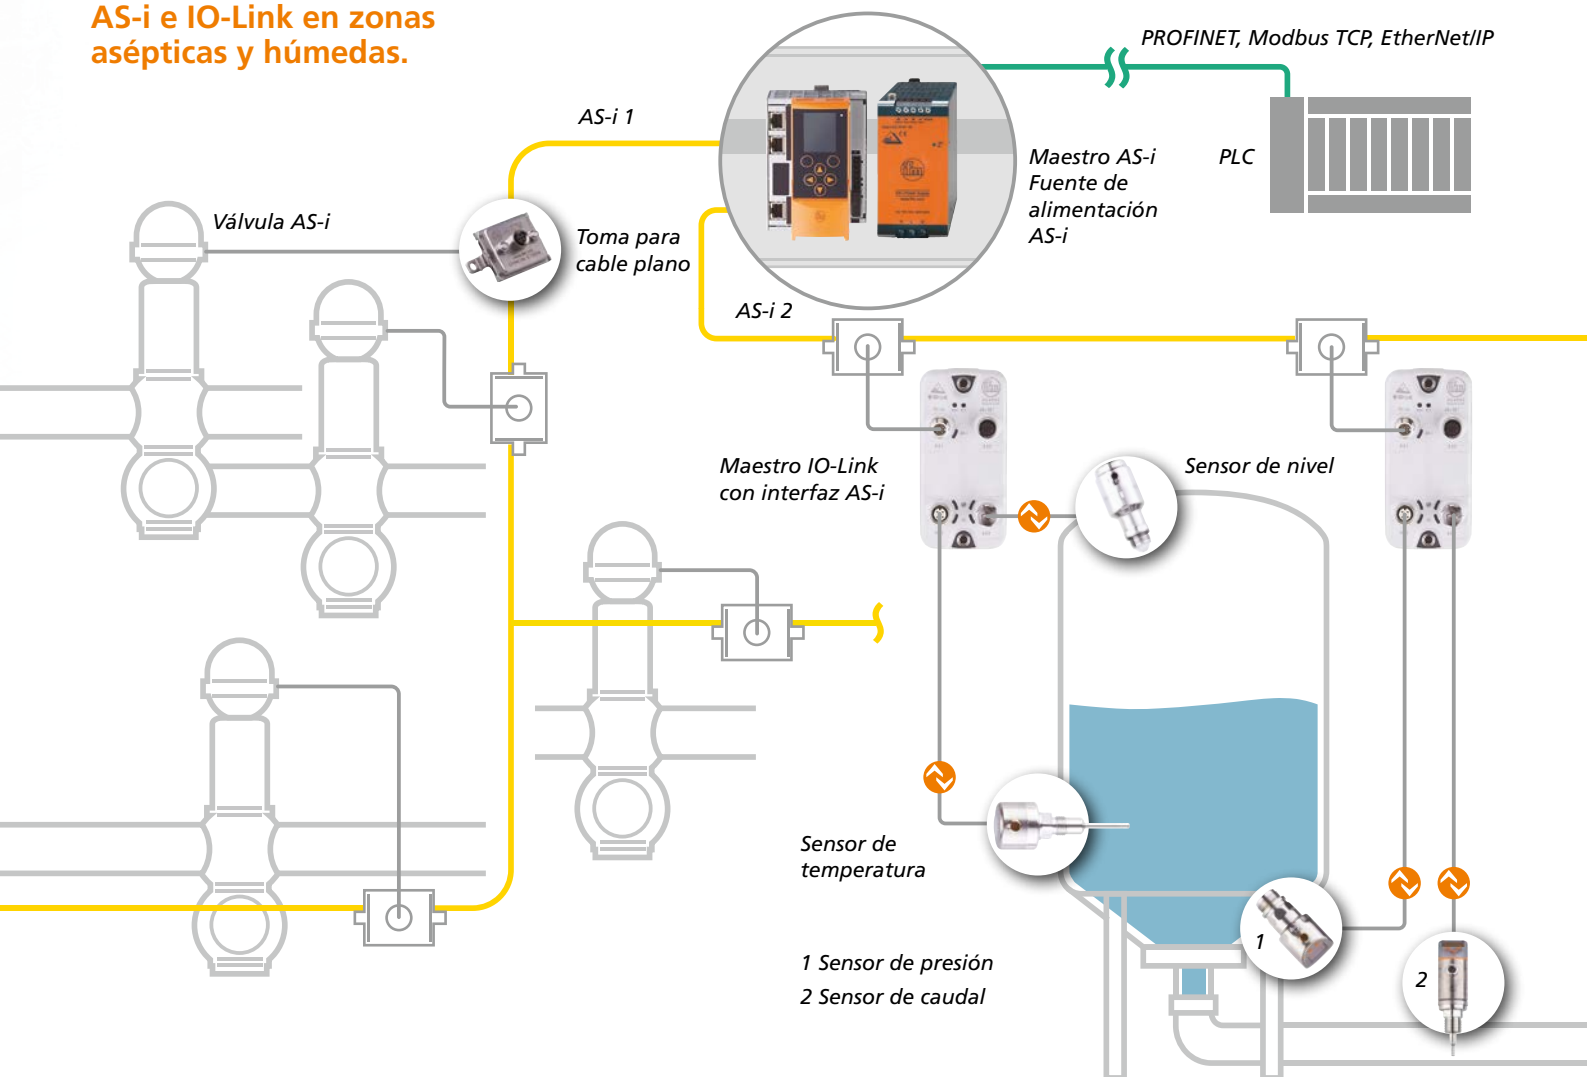 AS-i e IO-Link en zonas
asépticas y húmedas.
PROFINET, Modbus TCP, EtherNet/IP
AS-i 1
Maestro AS-i
Fuente de
alimentación
AS-i
PLC
Válvula AS-i
Toma para
cable plano
AS-i 2
Maestro IO-Link
con interfaz AS-i
Sensor de nivel
Sensor de
temperatura
1
1 Sensor de presión
2 Sensor de caudal
2
ifm